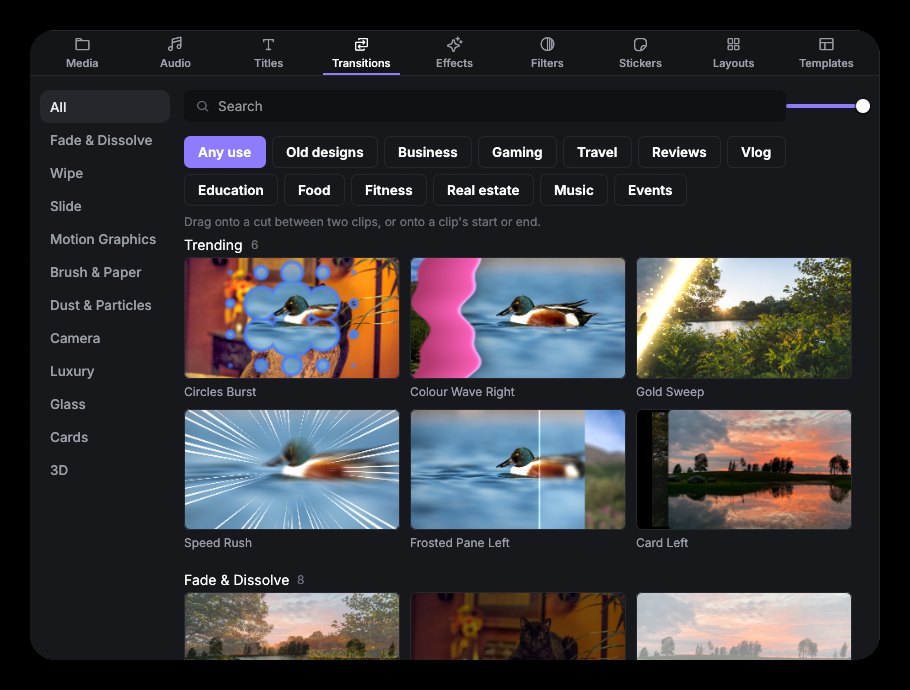 Media Audio Titles Transitions Effects Filters Stickers Layouts Templates
All
Fade & Dissolve
Wipe
Slide
Motion Graphics
Brush & Paper
Dust & Particles
Camera
Luxury
Glass
Cards
3D
Search
Any use Old designs Business Gaming Travel Reviews Vlog
Education Food Fitness Real estate Music Events
Drag onto a cut between two clips, or onto a clip's start or end.
Trending 6
Circles Burst Colour Wave Right Gold Sweep
Speed Rush Frosted Pane Left Card Left
Fade & Dissolve 8